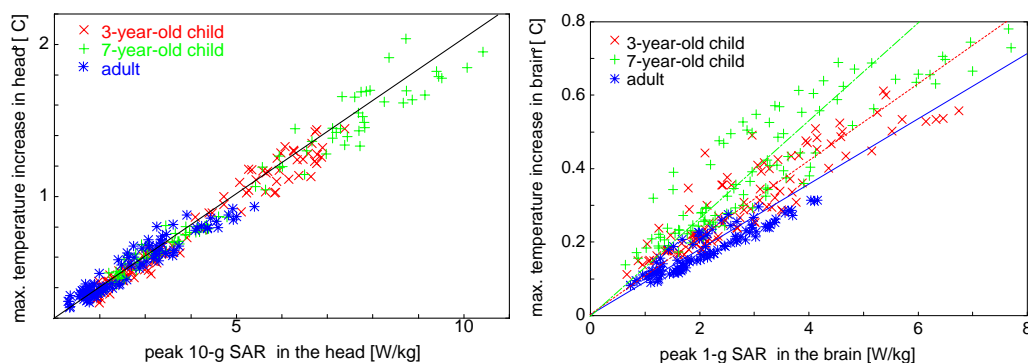 max. temperature increase in head [°C]
2
1
3-year-old child
7-year-old child
adult
5
10
peak 10-g SAR in the head [W/kg]
max. temperature increase in brain [°C]
0.8
0.6
0.4
0.2
0
3-year-old child
7-year-old child
adult
0
2
4
6
8
peak 1-g SAR in the brain [W/kg]